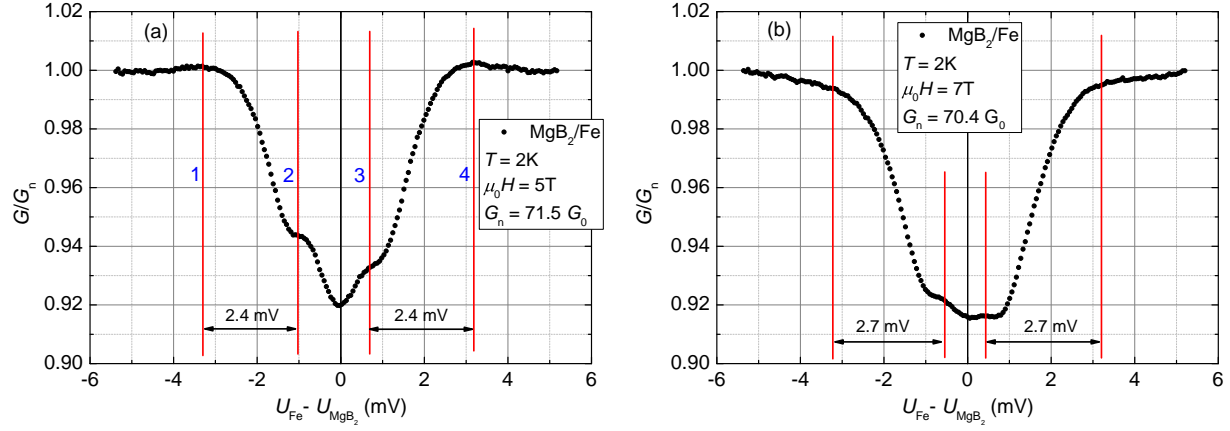 (a)
MgB₂/Fe
T = 2K
μ₀H = 5T
Gₙ = 71.5 G₀
1 2 3 4
2.4 mV 2.4 mV
1.02
1.00
0.98
0.96
0.94
0.92
0.90
G/Gₙ
-6 -4 -2 0 2 4 6
U_Fe - U_MgB₂ (mV)
(b)
MgB₂/Fe
T = 2K
μ₀H = 7T
Gₙ = 70.4 G₀
2.7 mV 2.7 mV
1.02
1.00
0.98
0.96
0.94
0.92
0.90
G/Gₙ
-6 -4 -2 0 2 4 6
U_Fe - U_MgB₂ (mV)